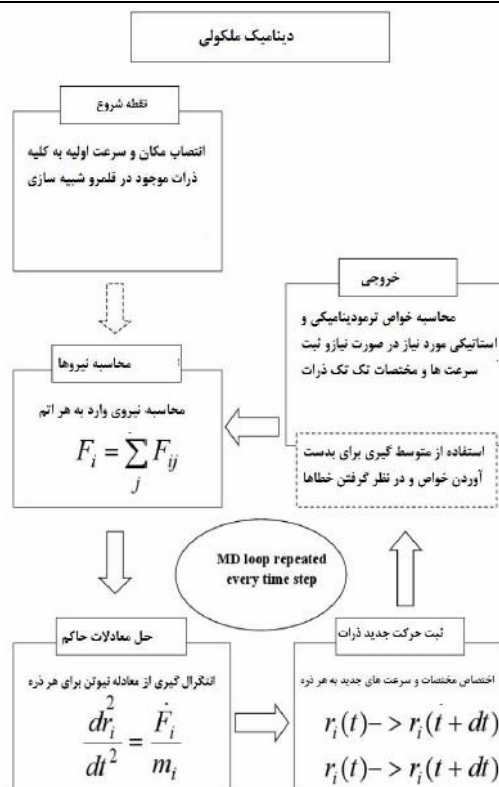 دینامیک ملکولی
نقطه شروع
انتصاب مکان و سرعت اولیه به کلیه
ذرات موجود در قلمرو شبیه سازی
محاسبه نیروها
محاسبه نیروی وارد به هر اتم
F_i = \sum_j F_{ij}
حل معادلات حاکم
انتگرال گیری از معادله نیوتن برای هر ذره
\frac{dr_i^2}{dt^2} = \frac{F_i}{m_i}
ثبت حرکت جدید ذرات
اختصاص مختصات و سرعت های جدید به هر ذره
r_i(t)-> r_i(t + dt)
r_i(t)-> r_i(t + dt)
خروجی
محاسبه خواص ترمودینامیکی و
استاتیکی مورد نیاز در صورت نیازو ثبت
سرعت ها و مختصات تک تک ذرات
استفاده از متوسط گیری برای بدست
آوردن خواص و در نظر گرفتن خطاها
MD loop repeated
every time step